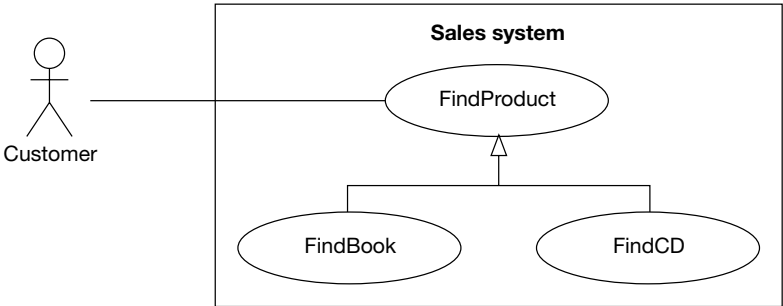 Sales system
FindProduct
Customer
FindBook
FindCD